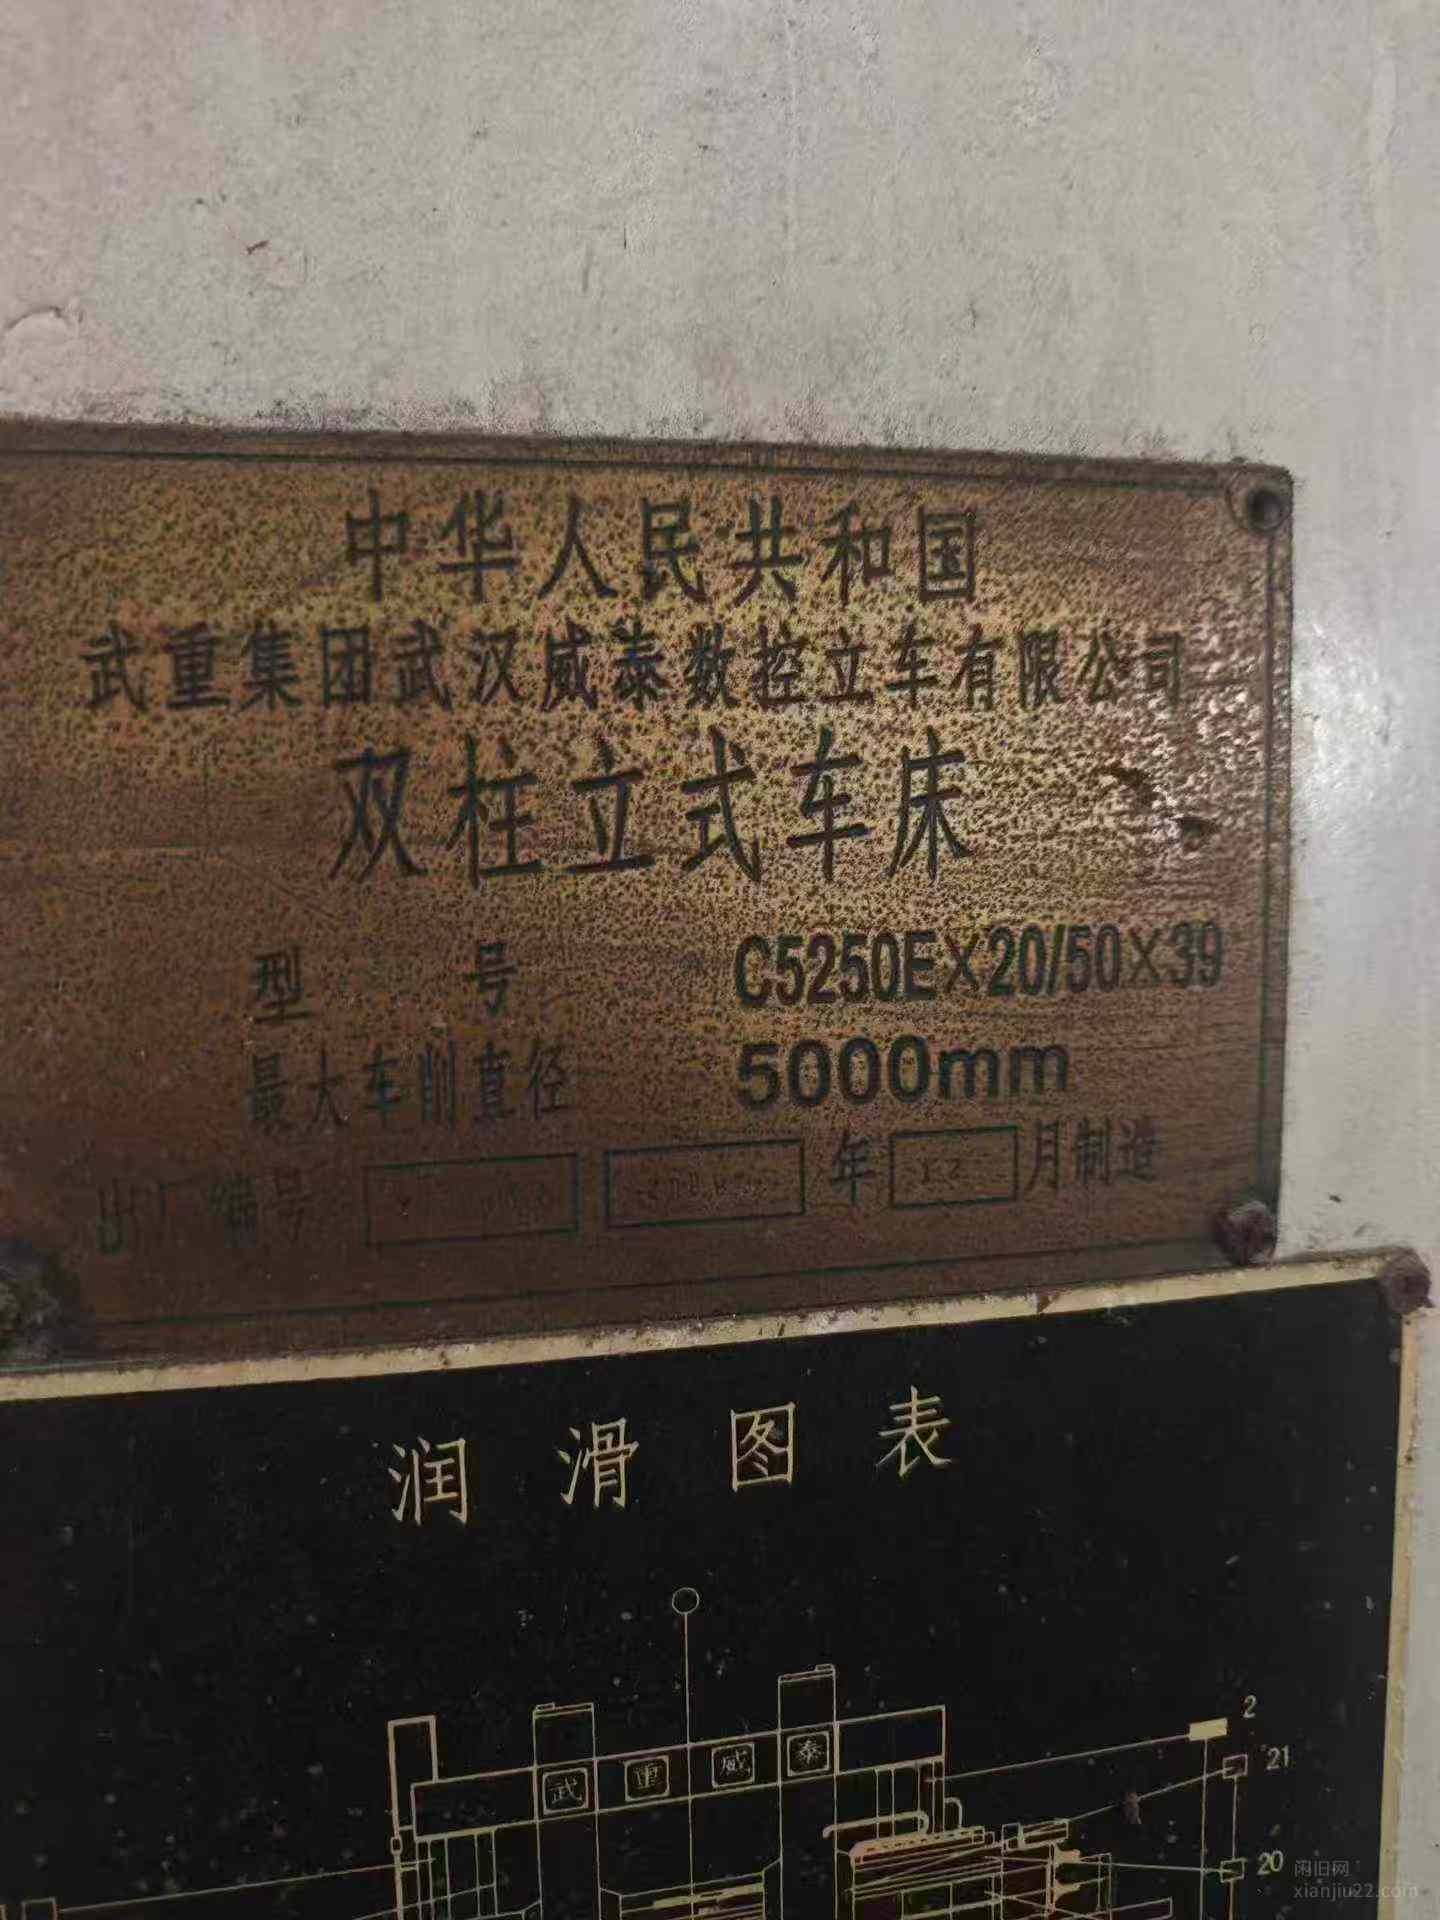 中华人民共和国
武重集团武汉威泰数控立车有限公司
双柱立式车床
型 号 C5250E×20/50×39
最大车削直径 5000mm
出厂编号 年 12 月制造
润滑图表
武重威泰
2
21
20
闲旧网
xianjiu22.com